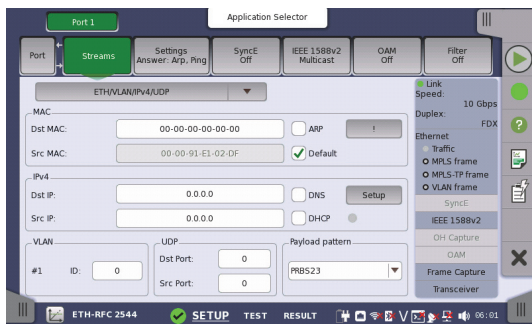 Port 1
Application Selector
Port
Streams
Settings
Answer: Arp, Ping
SyncE
Off
IEEE 1588v2
Multicast
OAM
Off
Filter
Off
ETH/VLAN/IPv4/UDP
MAC
Dst MAC:
00-00-00-00-00-00
ARP
!
Src MAC:
00-00-91-E1-02-DF
Default
IPv4
Dst IP:
0.0.0.0
DNS
Setup
Src IP:
0.0.0.0
DHCP
VLAN
#1
ID:
0
UDP
Dst Port:
0
Src Port:
0
Payload pattern
PRBS23
Link
Speed:
10 Gbps
Duplex:
FDX
Ethernet
Traffic
MPLS frame
MPLS-TP frame
VLAN frame
SyncE
IEEE 1588v2
OH Capture
OAM
Frame Capture
Transceiver
?
ETH-RFC 2544
SETUP
TEST
RESULT
06:01